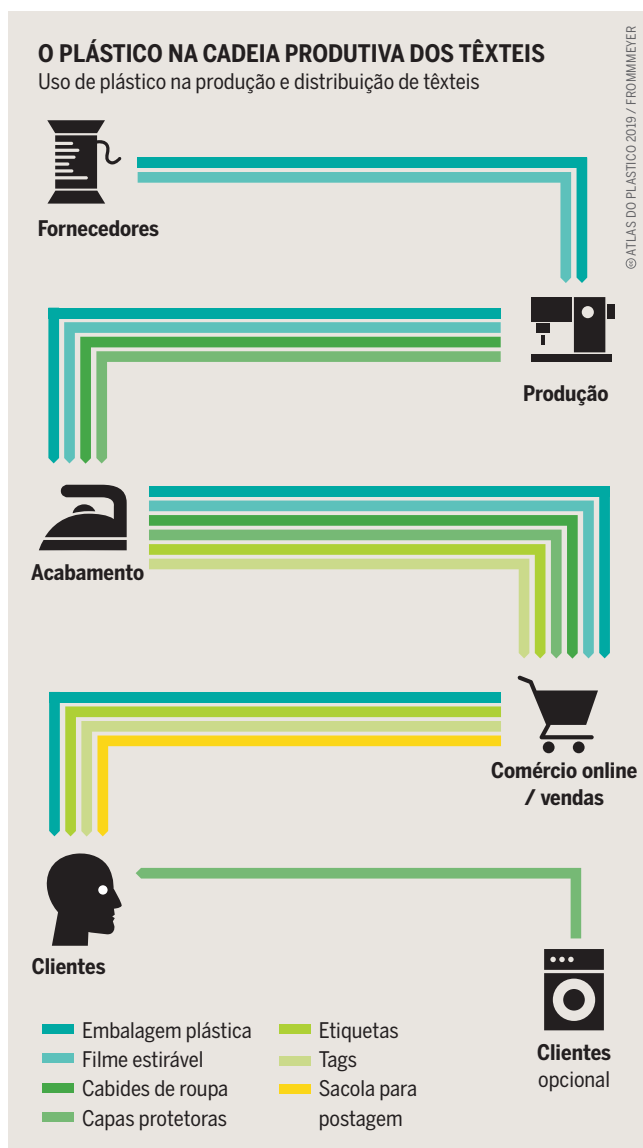 O PLÁSTICO NA CADEIA PRODUTIVA DOS TÊXTEIS
Uso de plástico na produção e distribuição de têxteis
© ATLAS DO PLASTICO 2019 / FROMMMEYER
Fornecedores
Produção
Acabamento
Comércio online
/ vendas
Clientes
Clientes
opcional
Embalagem plástica
Filme estirável
Cabides de roupa
Capas protetoras
Etiquetas
Tags
Sacola para
postagem